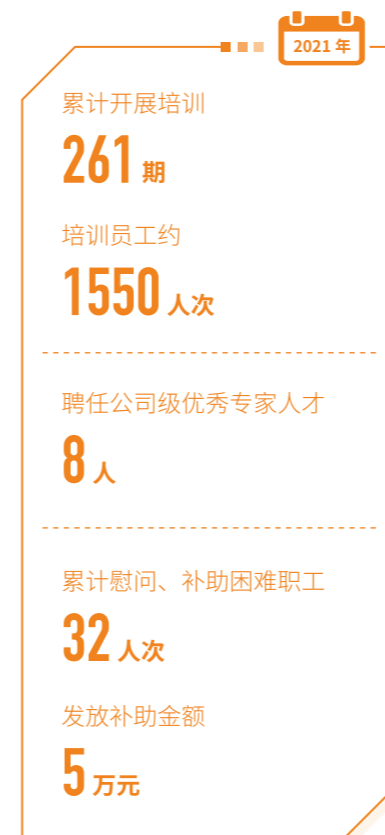 2021 年
累计开展培训
261 期
培训员工约
1550 人次
聘任公司级优秀专家人才
8 人
累计慰问、补助困难职工
32 人次
发放补助金额
5 万元